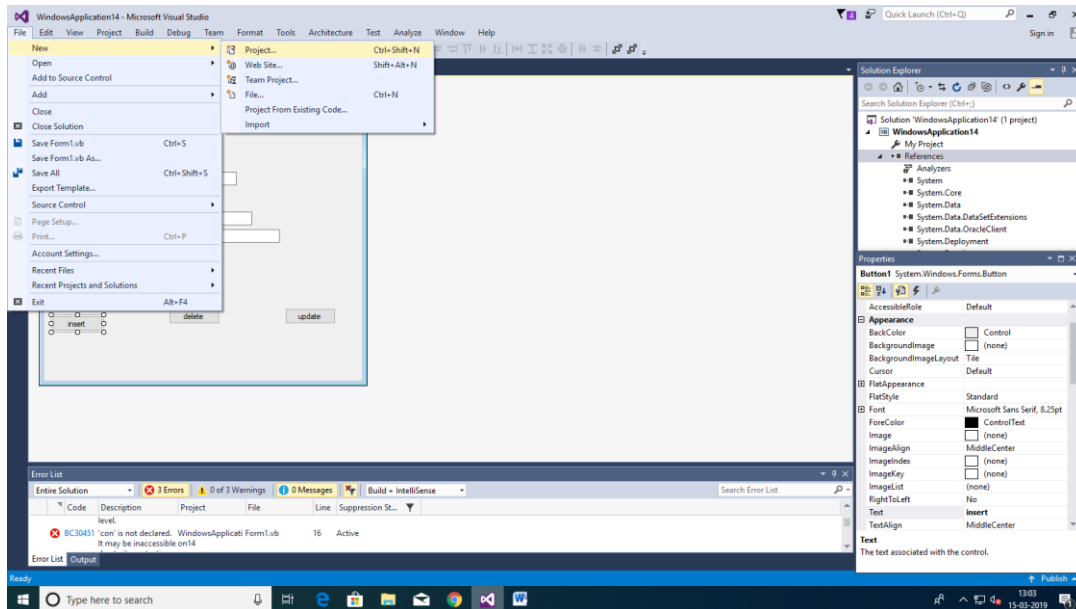 WindowsApplication14 - Microsoft Visual Studio
4
Quick Launch (Ctrl+Q)
File Edit View Project Build Debug Team Format Tools Architecture Test Analyze Window Help
Sign in
New
Open
Add to Source Control
Add
Close
Close Solution
Save Form1.vb Ctrl+S
Save Form1.vb As...
Save All Ctrl+Shift+S
Export Template...
Source Control
Page Setup...
Print... Ctrl+P
Account Settings...
Recent Files
Recent Projects and Solutions
Exit Alt+F4
Project... Ctrl+Shift+N
Web Site... Shift+Alt+N
Team Project...
File... Ctrl+N
Project From Existing Code...
Import
insert
delete
update
Solution Explorer
Search Solution Explorer (Ctrl+;)
Solution 'WindowsApplication14' (1 project)
WindowsApplication14
My Project
References
Analyzers
System
System.Core
System.Data
System.Data.DataSetExtensions
System.Data.OracleClient
System.Deployment
Properties
Button1 System.Windows.Forms.Button
AccessibleRole Default
Appearance
BackColor Control
BackgroundImage (none)
BackgroundImageLayout Tile
Cursor Default
FlatAppearance
FlatStyle Standard
Font Microsoft Sans Serif, 8.25pt
ForeColor ControlText
Image (none)
ImageAlign MiddleCenter
ImageIndex (none)
ImageKey (none)
ImageList (none)
RightToLeft No
Text insert
TextAlign MiddleCenter
Text
The text associated with the control.
Error List
Entire Solution 3 Errors 0 of 3 Warnings 0 Messages Build + IntelliSense Search Error List
Code Description Project File Line Suppression St...
level.
BC30451 'con' is not declared. WindowsApplicati Form1.vb 16 Active
It may be inaccessible on14
Error List Output
Ready
Publish
Type here to search
13:03
15-03-2019